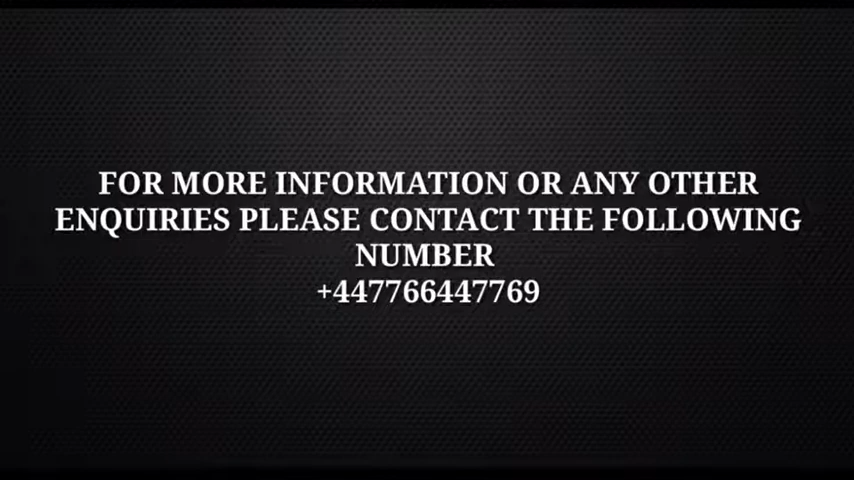 FOR MORE INFORMATION OR ANY OTHER
ENQUIRIES PLEASE CONTACT THE FOLLOWING
NUMBER
+447766447769